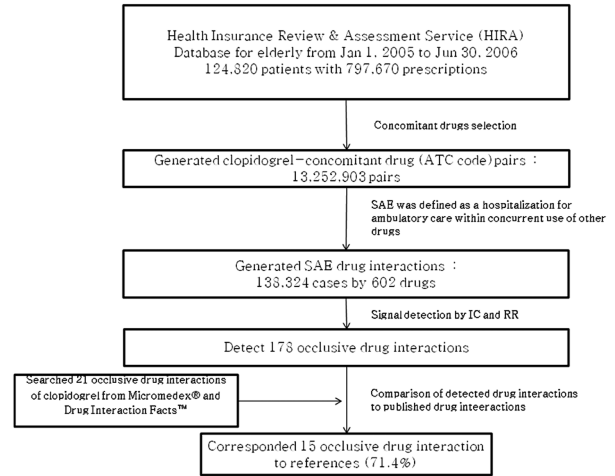 Health Insurance Review & Assessment Service (HIRA)
Database for elderly from Jan 1, 2005 to Jun 30, 2006
124,820 patients with 797,670 prescriptions
Concomitant drugs selection
Generated clopidogrel-concomitant drug (ATC code) pairs :
13,252,903 pairs
SAE was defined as a hospitalization for
ambulatory care within concurrent use of other
drugs
Generated SAE drug interactions :
138,324 cases by 602 drugs
Signal detection by IC and RR
Detect 178 occlusive drug interactions
Searched 21 occlusive drug interactions
of clopidogrel from Micromedex® and
Drug Interaction Facts™
Comparison of detected drug interactions
to published drug inteeractions
Corresponded 15 occlusive drug interaction
to references (71.4%)